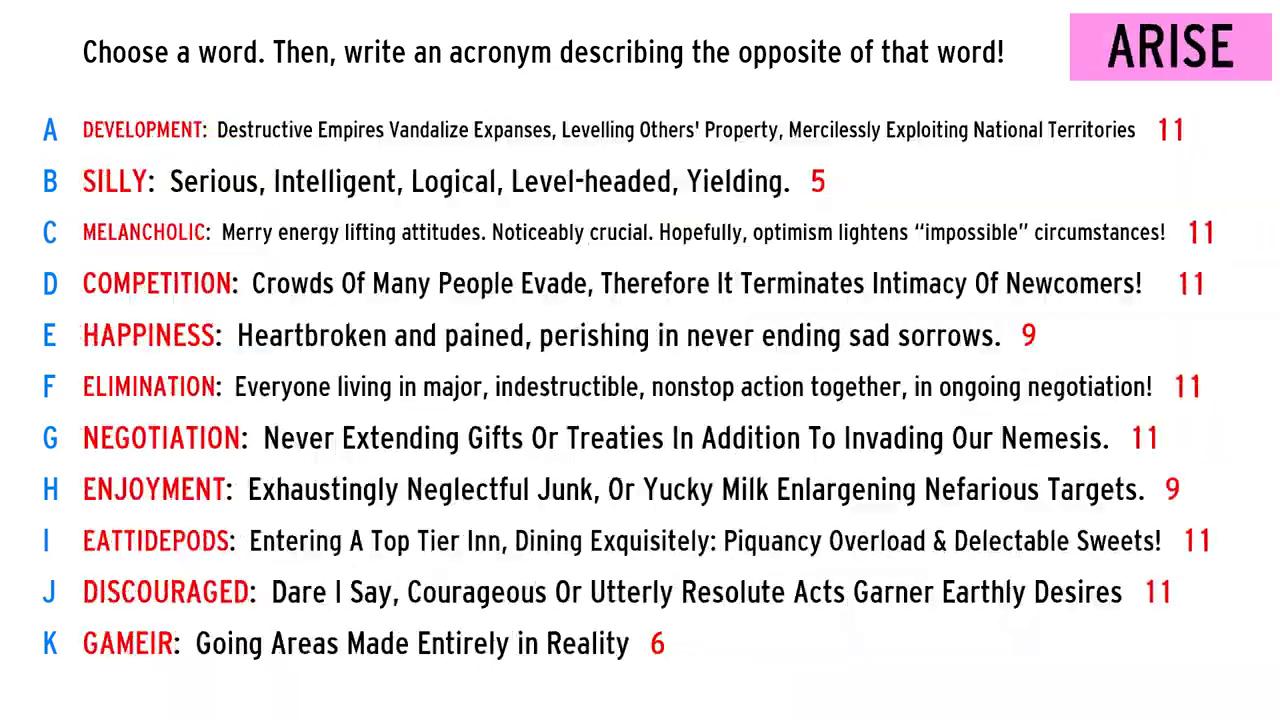 Choose a word. Then, write an acronym describing the opposite of that word!
ARISE
A DEVELOPMENT: Destructive Empires Vandalize Expanses, Levelling Others' Property, Mercilessly Exploiting National Territories 11
B SILLY: Serious, Intelligent, Logical, Level-headed, Yielding. 5
C MELANCHOLIC: Merry energy lifting attitudes. Noticeably crucial. Hopefully, optimism lightens “impossible” circumstances! 11
D COMPETITION: Crowds Of Many People Evade, Therefore It Terminates Intimacy Of Newcomers! 11
E HAPPINESS: Heartbroken and pained, perishing in never ending sad sorrows. 9
F ELIMINATION: Everyone living in major, indestructible, nonstop action together, in ongoing negotiation! 11
G NEGOTIATION: Never Extending Gifts Or Treaties In Addition To Invading Our Nemesis. 11
H ENJOYMENT: Exhaustingly Neglectful Junk, Or Yucky Milk Enlargening Nefarious Targets. 9
I EATTIDEPODS: Entering A Top Tier Inn, Dining Exquisitely: Piquancy Overload & Delectable Sweets! 11
J DISCOURAGED: Dare I Say, Courageous Or Utterly Resolute Acts Garner Earthly Desires 11
K GAMEIR: Going Areas Made Entirely in Reality 6